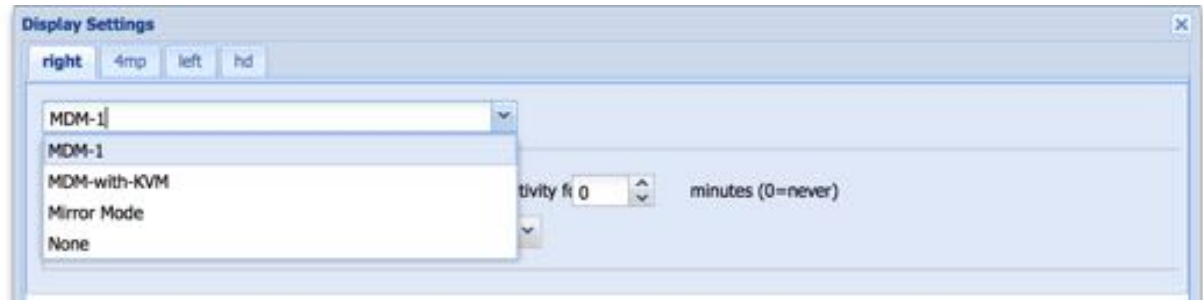 Display Settings
right 4mp left hd
MDM-1
MDM-1
MDM-with-KVM
tivity fo 0 minutes (0=never)
Mirror Mode
None